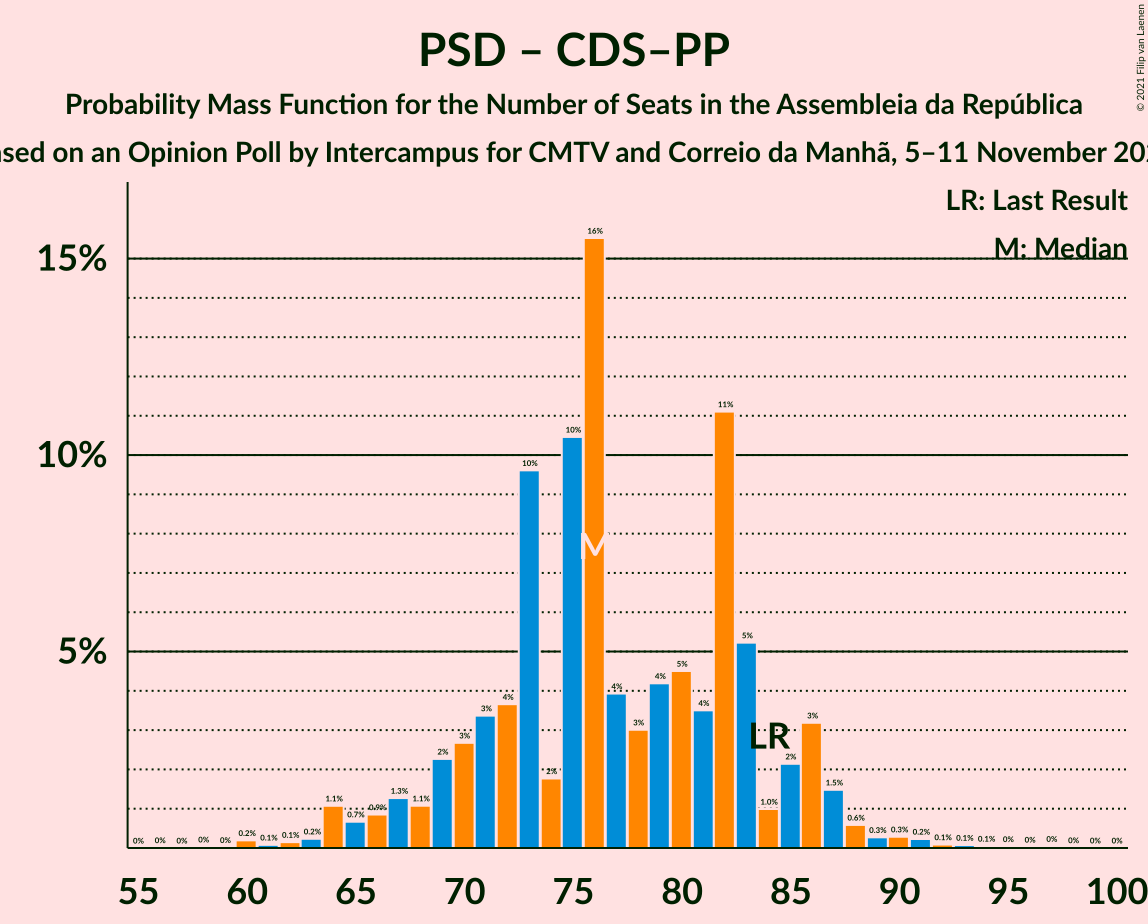 PSD – CDS–PP
Probability Mass Function for the Number of Seats in the Assembleia da República
on an Opinion Poll by Intercampus for CMTV and Correio da Manhã, 5–11 November
© 2021 Filip van Laenen
LR: Last Result
M: Median
15%
10%
5%
0% 0% 0% 0% 0% 0.2% 0.1% 0.1% 0.2% 1.1% 0.7% 0.9% 1.3% 1.1% 2% 3% 3% 4% 10% 2% 10% 16% 4% 3% 4% 5% 4% 11% 5% 1.0% 2% 3% 1.5% 0.6% 0.3% 0.3% 0.2% 0.1% 0.1% 0.1% 0% 0% 0% 0% 0% 0%
M
LR
55 60 65 70 75 80 85 90 95 100